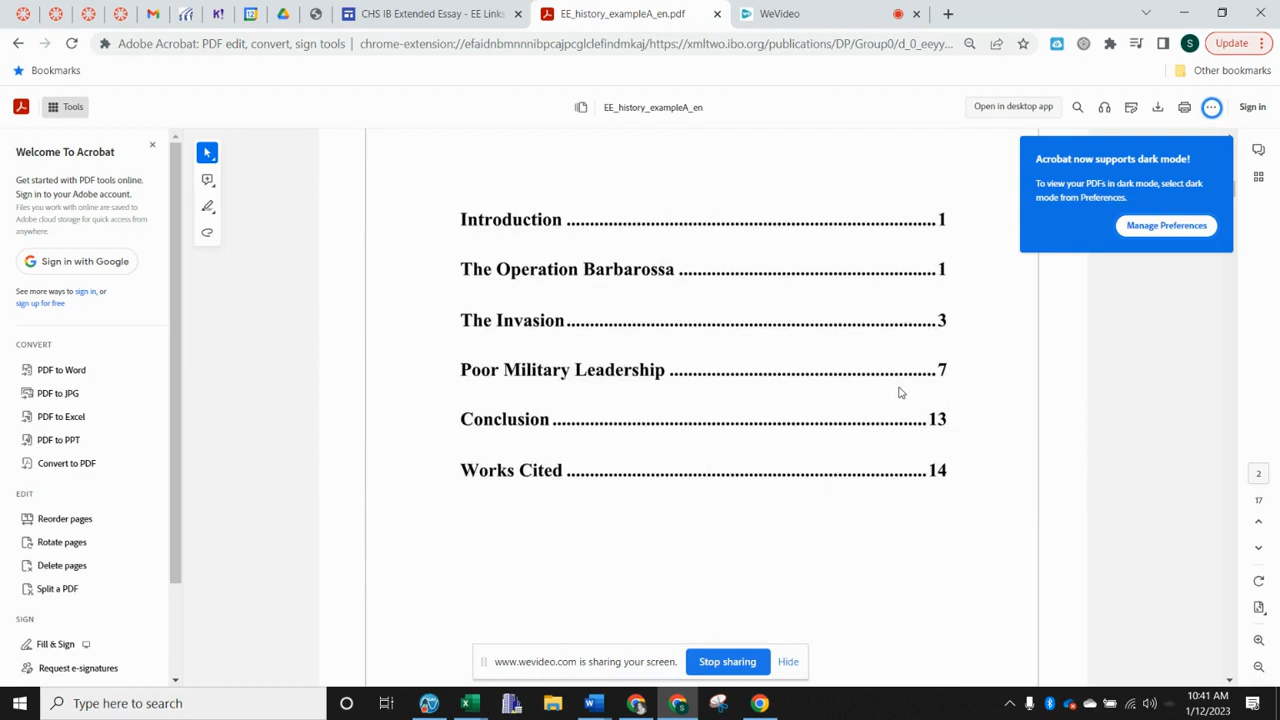 CHS IB Extended Essay - EE Links
EE_history_exampleA_en.pdf
WeVideo
Adobe Acrobat: PDF edit, convert, sign tools | chrome-extension://efaidnbmnnnibpcajpcglclefindmkaj/https://xmltwo.ibo.org/publications/DP/Group0/d_0_eeyy...
S
Update
Bookmarks
Other bookmarks
Tools
EE_history_exampleA_en
Open in desktop app
Sign in
Welcome To Acrobat
Get started with PDF tools online.
Sign in to your Adobe account.
Files you work with online are saved to
Adobe cloud storage for quick access from
anywhere.
Sign in with Google
See more ways to sign in, or
sign up for free
CONVERT
PDF to Word
PDF to JPG
PDF to Excel
PDF to PPT
Convert to PDF
EDIT
Reorder pages
Rotate pages
Delete pages
Split a PDF
SIGN
Fill & Sign
Request e-signatures
Introduction ................................................................................ 1
The Operation Barbarossa ....................................................... 1
The Invasion ................................................................................ 3
Poor Military Leadership ......................................................... 7
Conclusion ................................................................................ 13
Works Cited .............................................................................. 14
Acrobat now supports dark mode!
To view your PDFs in dark mode, select dark
mode from Preferences.
Manage Preferences
2
17
www.wevideo.com is sharing your screen.
Stop sharing
Hide
Type here to search
10:41 AM
1/12/2023